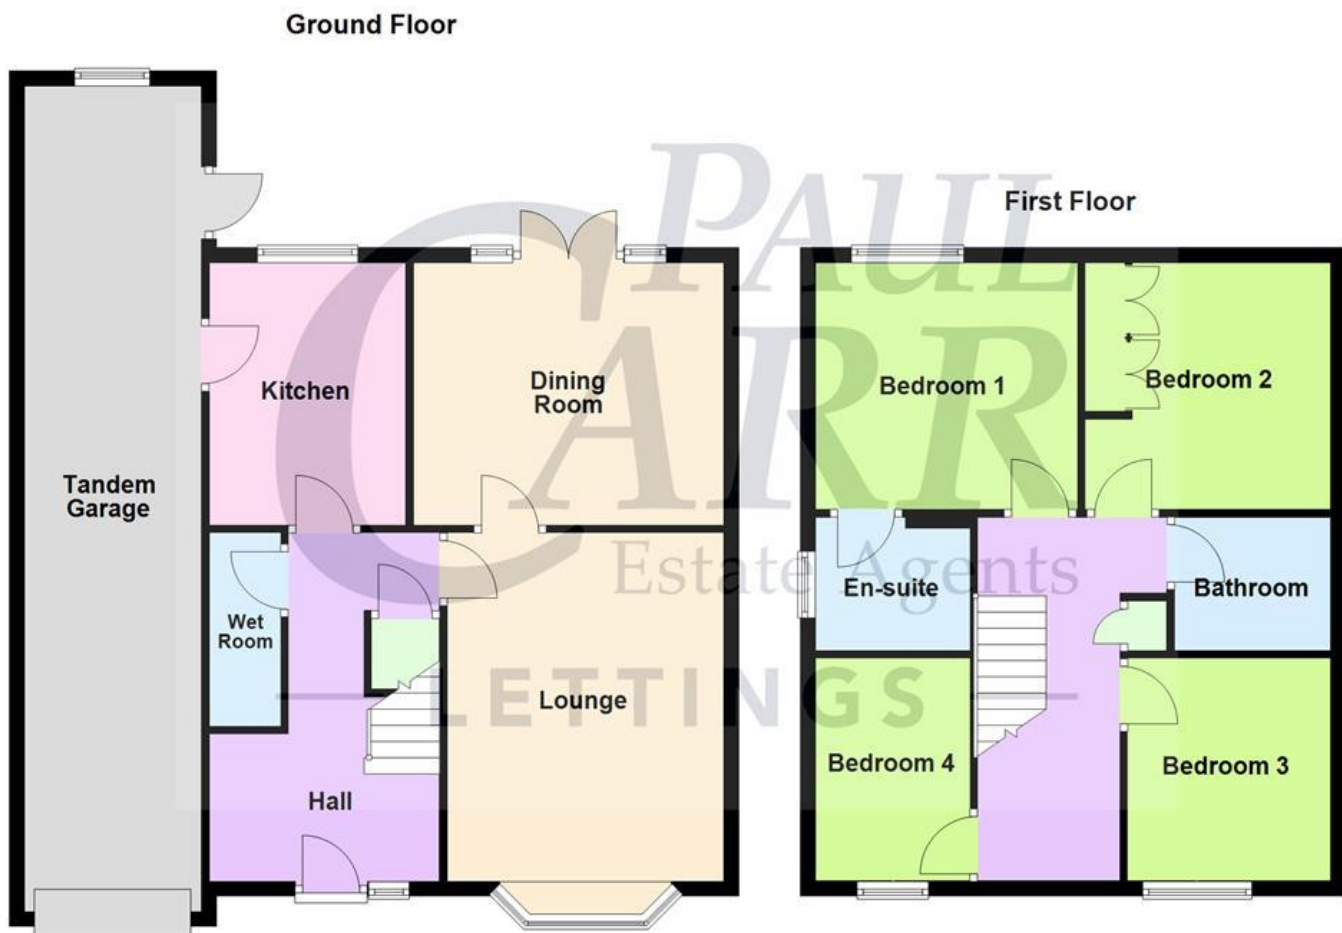 Ground Floor
Tandem
Garage
Kitchen
Dining
Room
Wet
Room
Lounge
Hall
First Floor
Bedroom 1
Bedroom 2
En-suite
Bathroom
Bedroom 4
Bedroom 3
PAUL
CARR
Estate Agents
LETTINGS